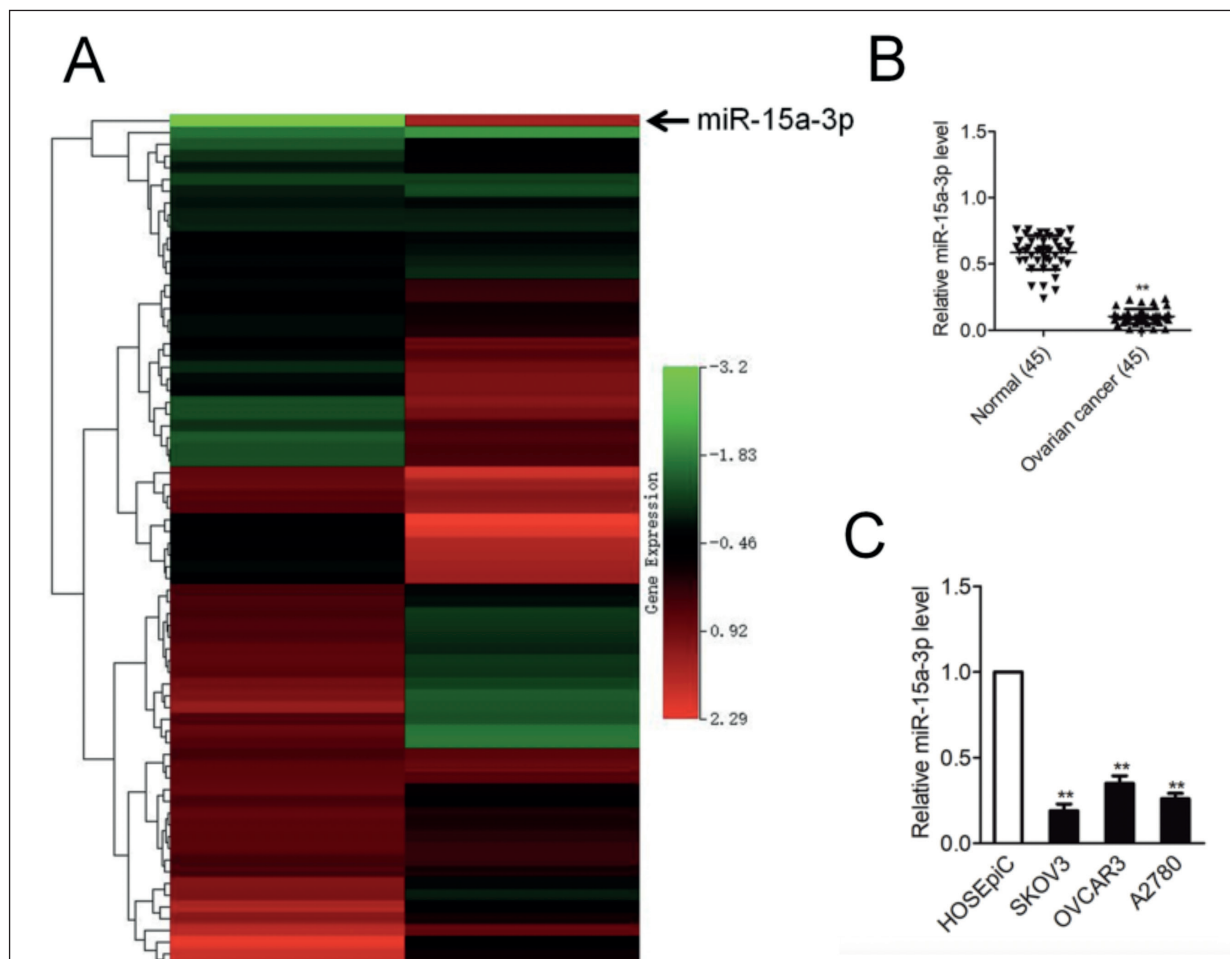 A
miR-15a-3p
Gene Expression
-3.2
-1.83
-0.46
0.92
2.29
B
Relative miR-15a-3p level
1.5
1.0
0.5
0.0
**
Normal (45)
Ovarian cancer (45)
C
Relative miR-15a-3p level
1.5
1.0
0.5
0.0
**
**
**
HOSEpiC
SKOV3
OVCAR3
A2780